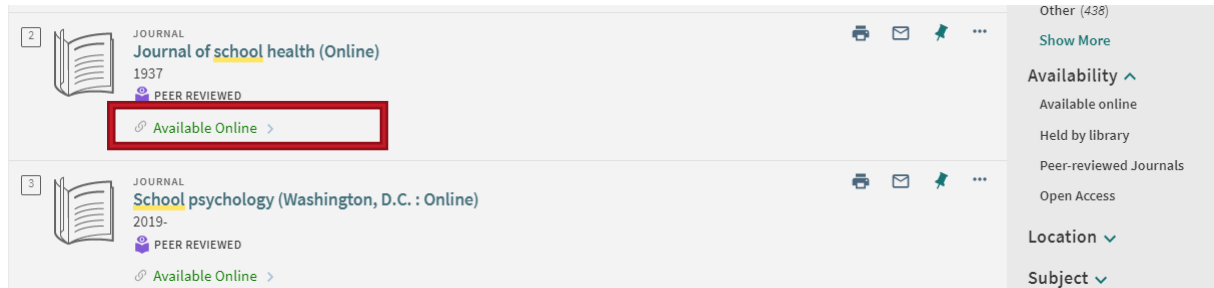 2
JOURNAL
Journal of school health (Online)
1937
PEER REVIEWED
Available Online
3
JOURNAL
School psychology (Washington, D.C. : Online)
2019-
PEER REVIEWED
Available Online
Other (438)
Show More
Availability
Available online
Held by library
Peer-reviewed Journals
Open Access
Location
Subject